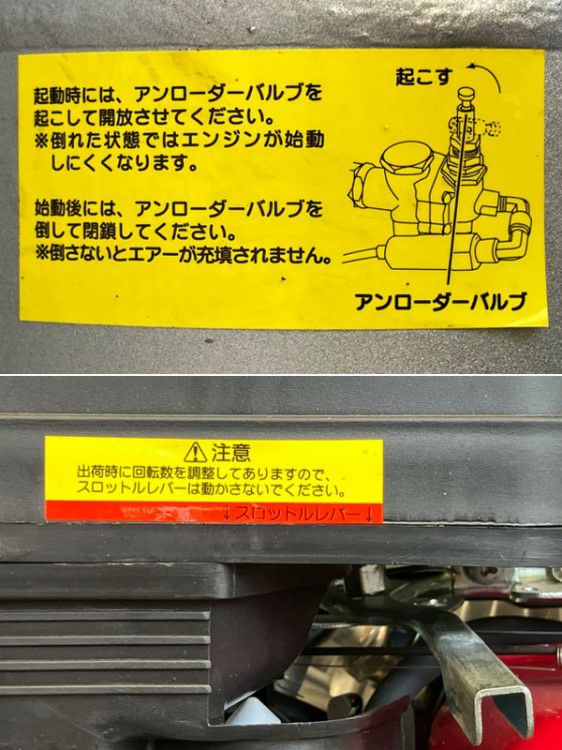 起動時には、アンローダーバルブを
起こして開放させてください。
※倒れた状態ではエンジンが始動
しにくくなります。
始動後には、アンローダーバルブを
倒して閉鎖してください。
※倒さないとエアーが充填されません。
起こす
アンローダーバルブ
⚠注意
出荷時に回転数を調整してありますので、
スロットルレバーは動かさないでください。
↓スロットルレバー↓